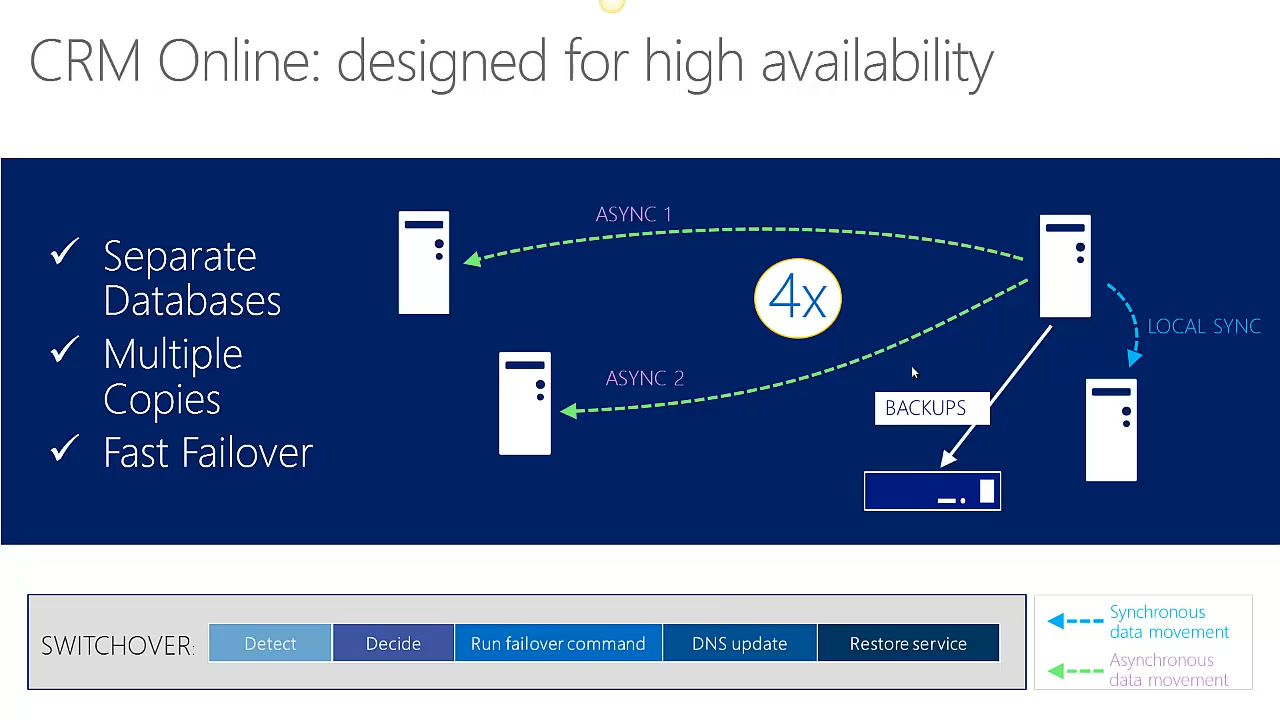 CRM Online: designed for high availability
Separate
Databases
Multiple
Copies
Fast Failover
ASYNC 1
4x
ASYNC 2
LOCAL SYNC
BACKUPS
SWITCHOVER:
Detect
Decide
Run failover command
DNS update
Restore service
Synchronous
data movement
Asynchronous
data movement